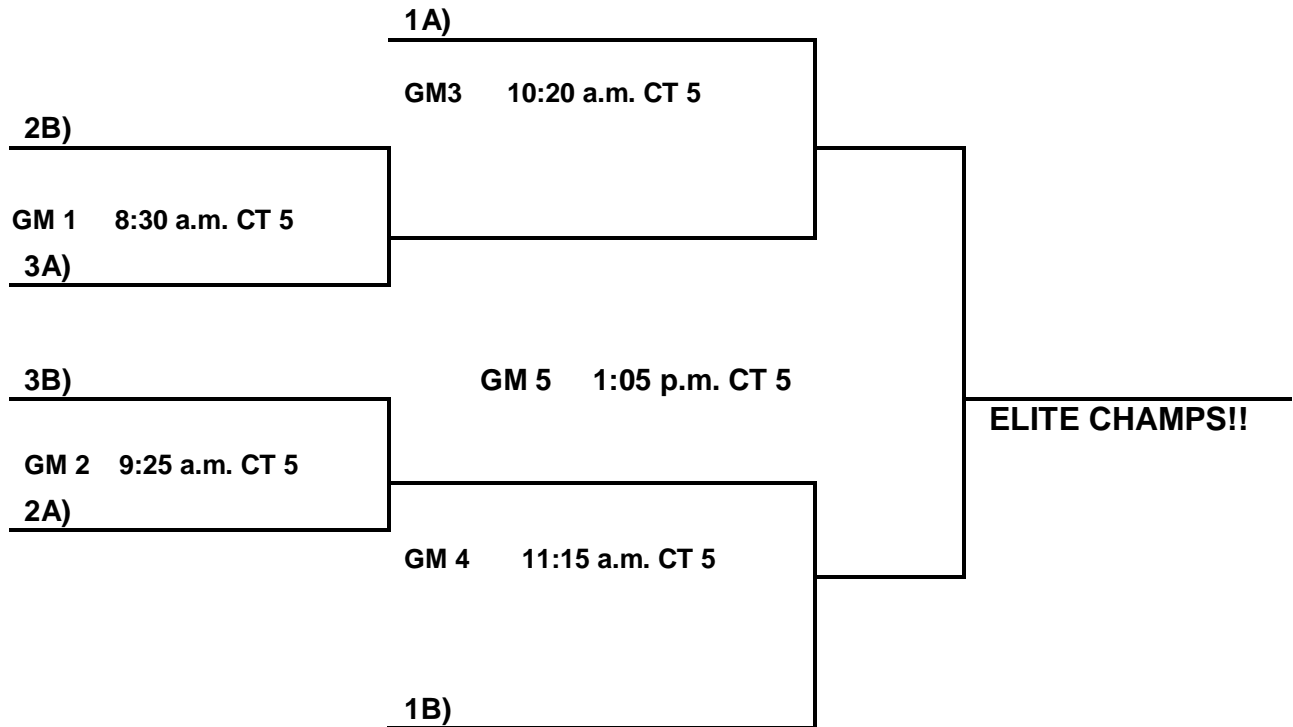 1A)
GM3 10:20 a.m. CT 5
2B)
GM 1 8:30 a.m. CT 5
3A)
3B)
GM 5 1:05 p.m. CT 5
ELITE CHAMPS!!
GM 2 9:25 a.m. CT 5
2A)
GM 4 11:15 a.m. CT 5
1B)